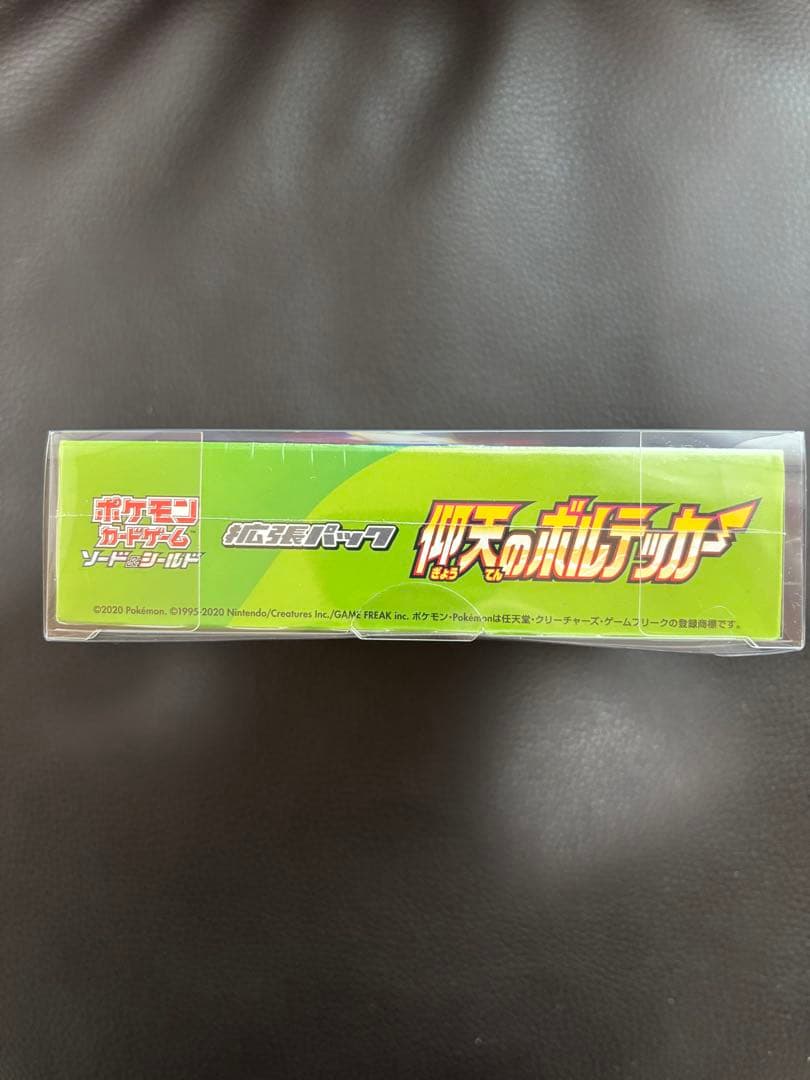 ポケモン
カードゲーム
ソード&シールド
拡張パック
仰天のボルテッカー
ぎょう てん
©2020 Pokémon. ©1995-2020 Nintendo/Creatures Inc./GAME FREAK inc. ポケモン・Pokémonは任天堂・クリーチャーズ・ゲームフリークの登録商標です。